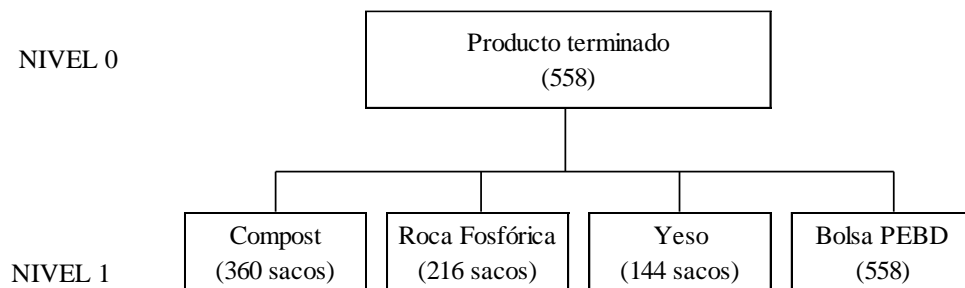 NIVEL 0
Producto terminado
(558)
NIVEL 1
Compost
(360 sacos)
Roca Fosfórica
(216 sacos)
Yeso
(144 sacos)
Bolsa PEBD
(558)